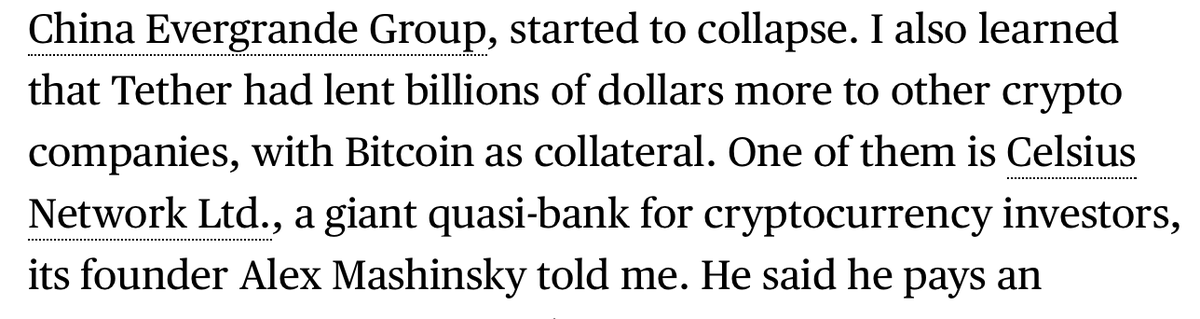 China Evergrande Group, started to collapse. I also learned
that Tether had lent billions of dollars more to other crypto
companies, with Bitcoin as collateral. One of them is Celsius
Network Ltd., a giant quasi-bank for cryptocurrency investors,
its founder Alex Mashinsky told me. He said he pays an